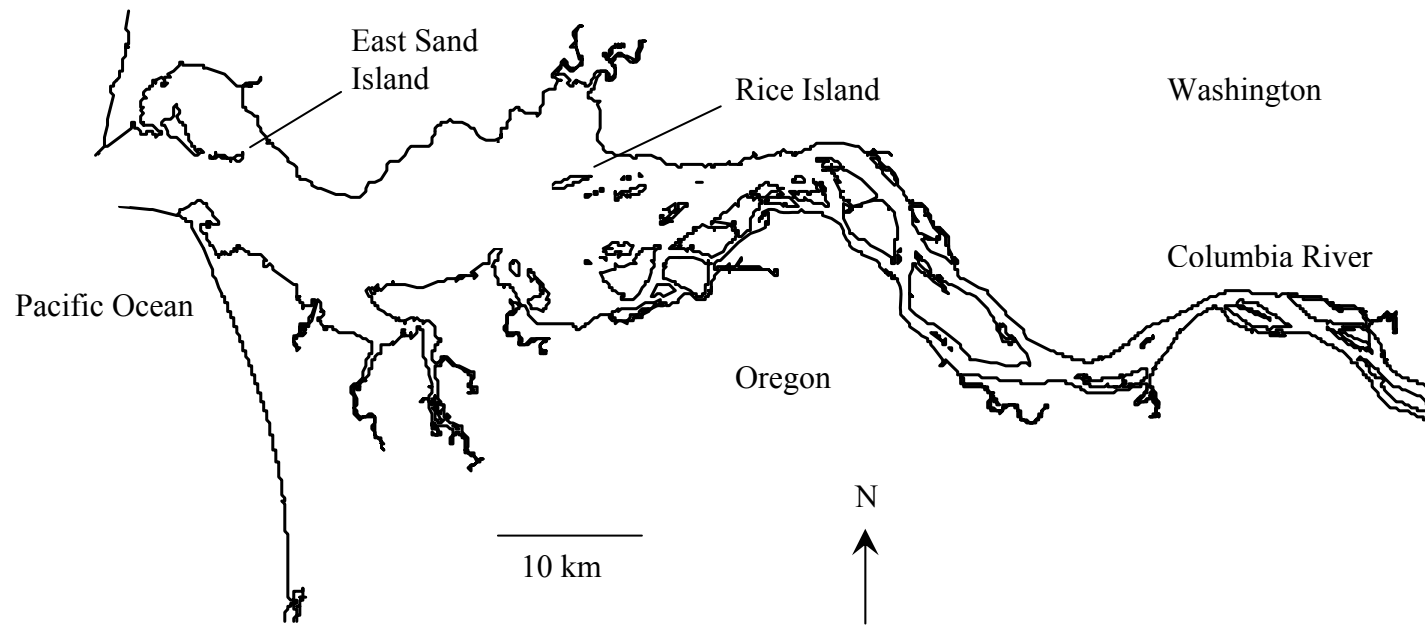 East Sand
Island
Rice Island
Washington
Columbia River
Pacific Ocean
Oregon
N
10 km